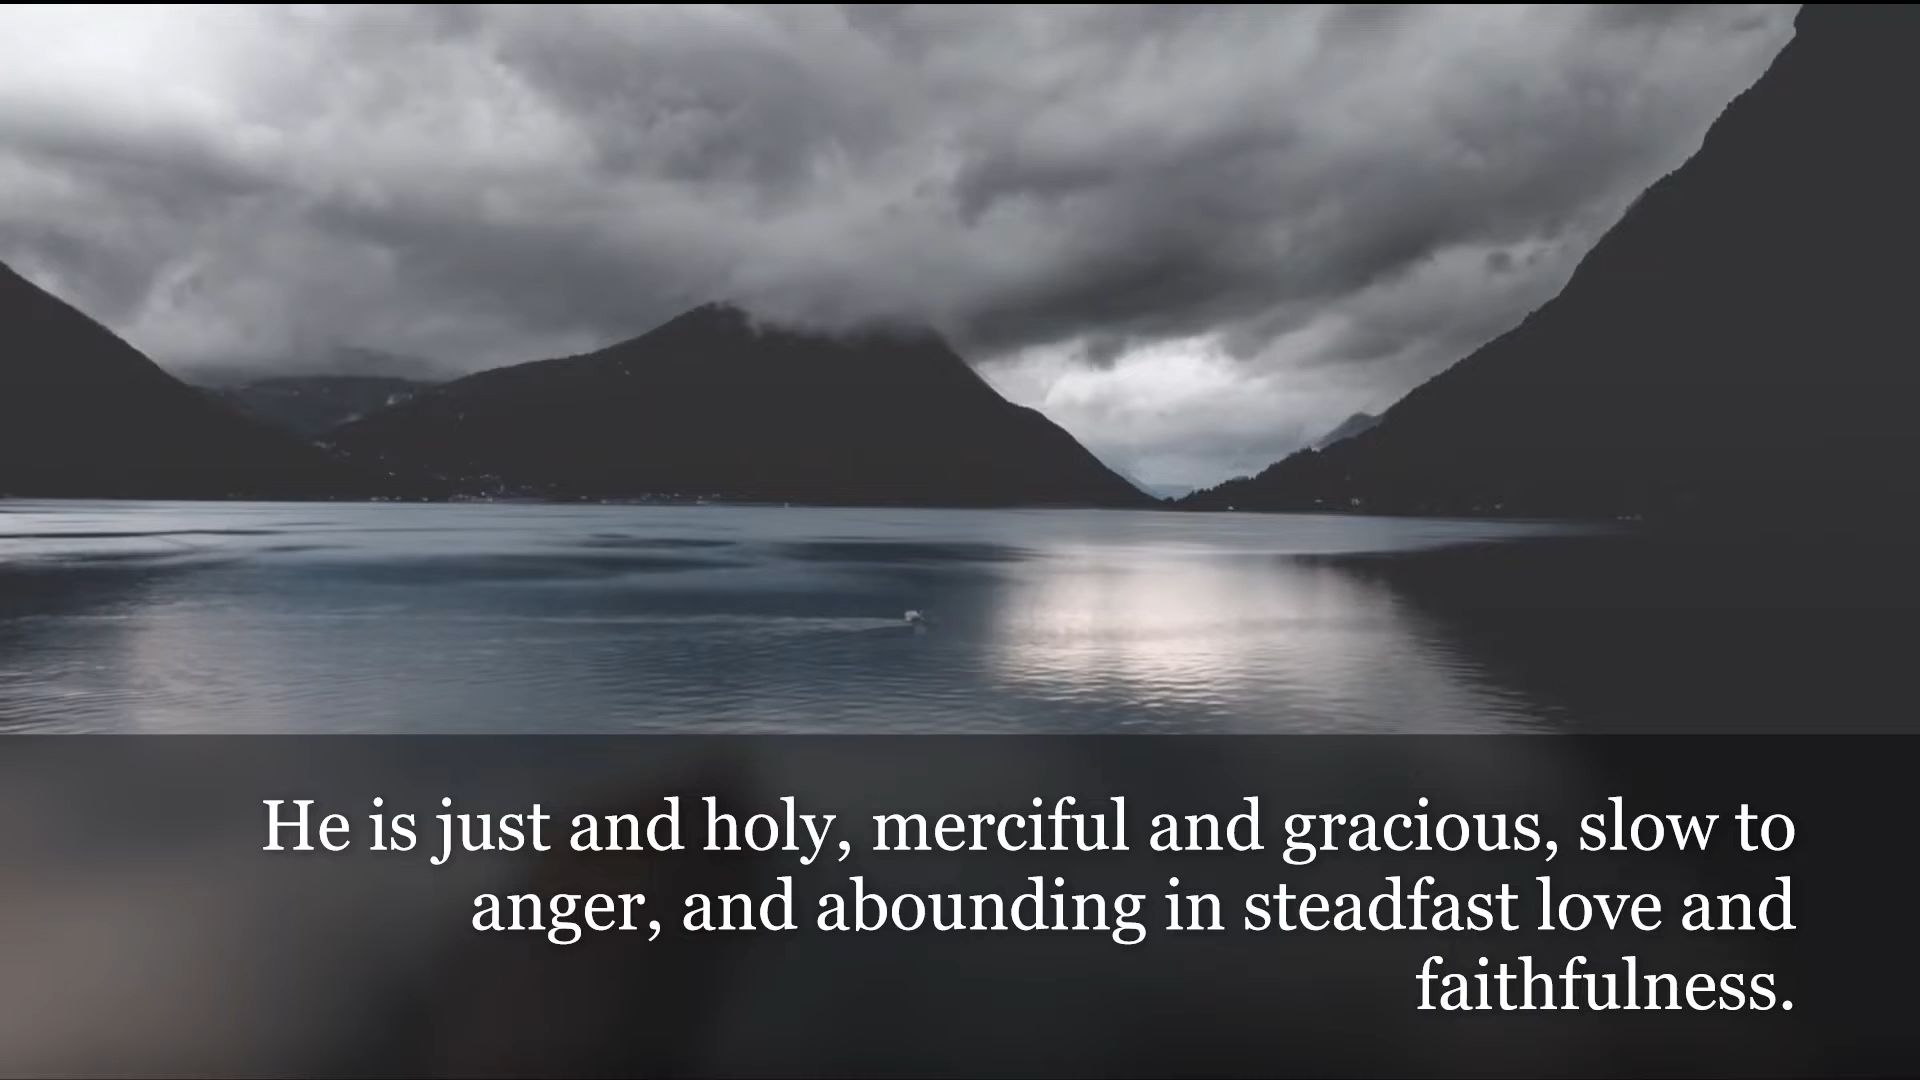 He is just and holy, merciful and gracious, slow to
anger, and abounding in steadfast love and
faithfulness.